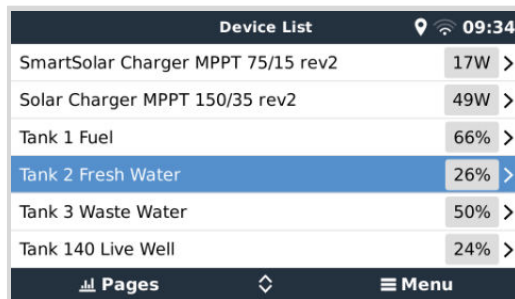 Device List 09:34
SmartSolar Charger MPPT 75/15 rev2 17W
Solar Charger MPPT 150/35 rev2 49W
Tank 1 Fuel 66%
Tank 2 Fresh Water 26%
Tank 3 Waste Water 50%
Tank 140 Live Well 24%
Pages Menu